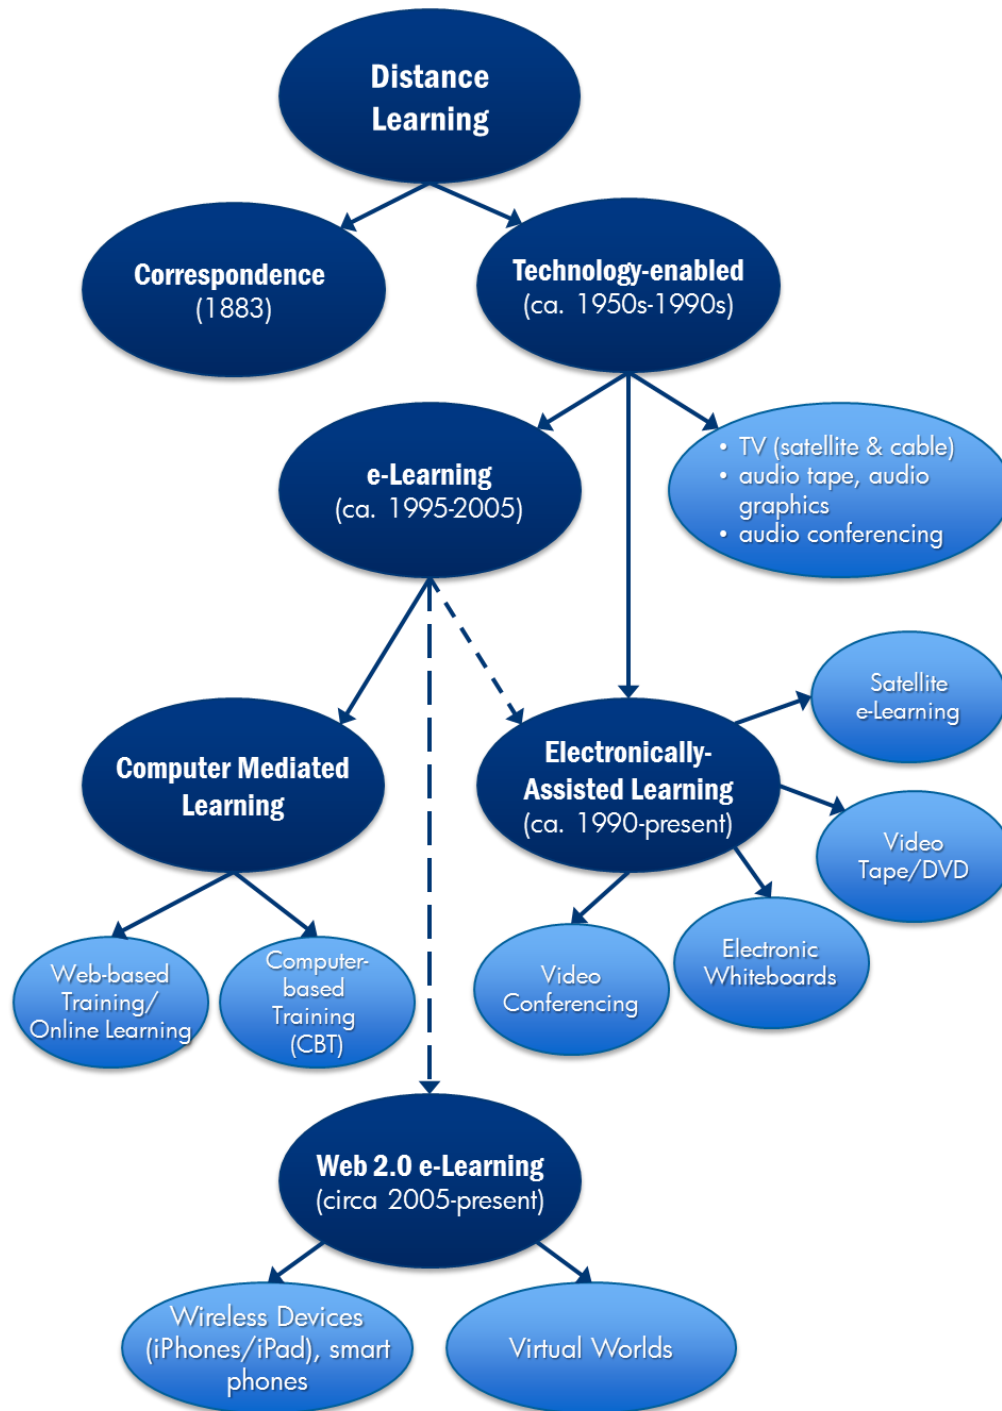 Distance
Learning
Correspondence
(1883)
Technology-enabled
(ca. 1950s-1990s)
e-Learning
(ca. 1995-2005)
• TV (satellite & cable)
• audio tape, audio
graphics
• audio conferencing
Satellite
e-Learning
Computer Mediated
Learning
Electronically-
Assisted Learning
(ca. 1990-present)
Video
Tape/DVD
Web-based
Training/
Online Learning
Computer-
based
Training
(CBT)
Video
Conferencing
Electronic
Whiteboards
Web 2.0 e-Learning
(circa 2005-present)
Wireless Devices
(iPhones/iPad), smart
phones
Virtual Worlds